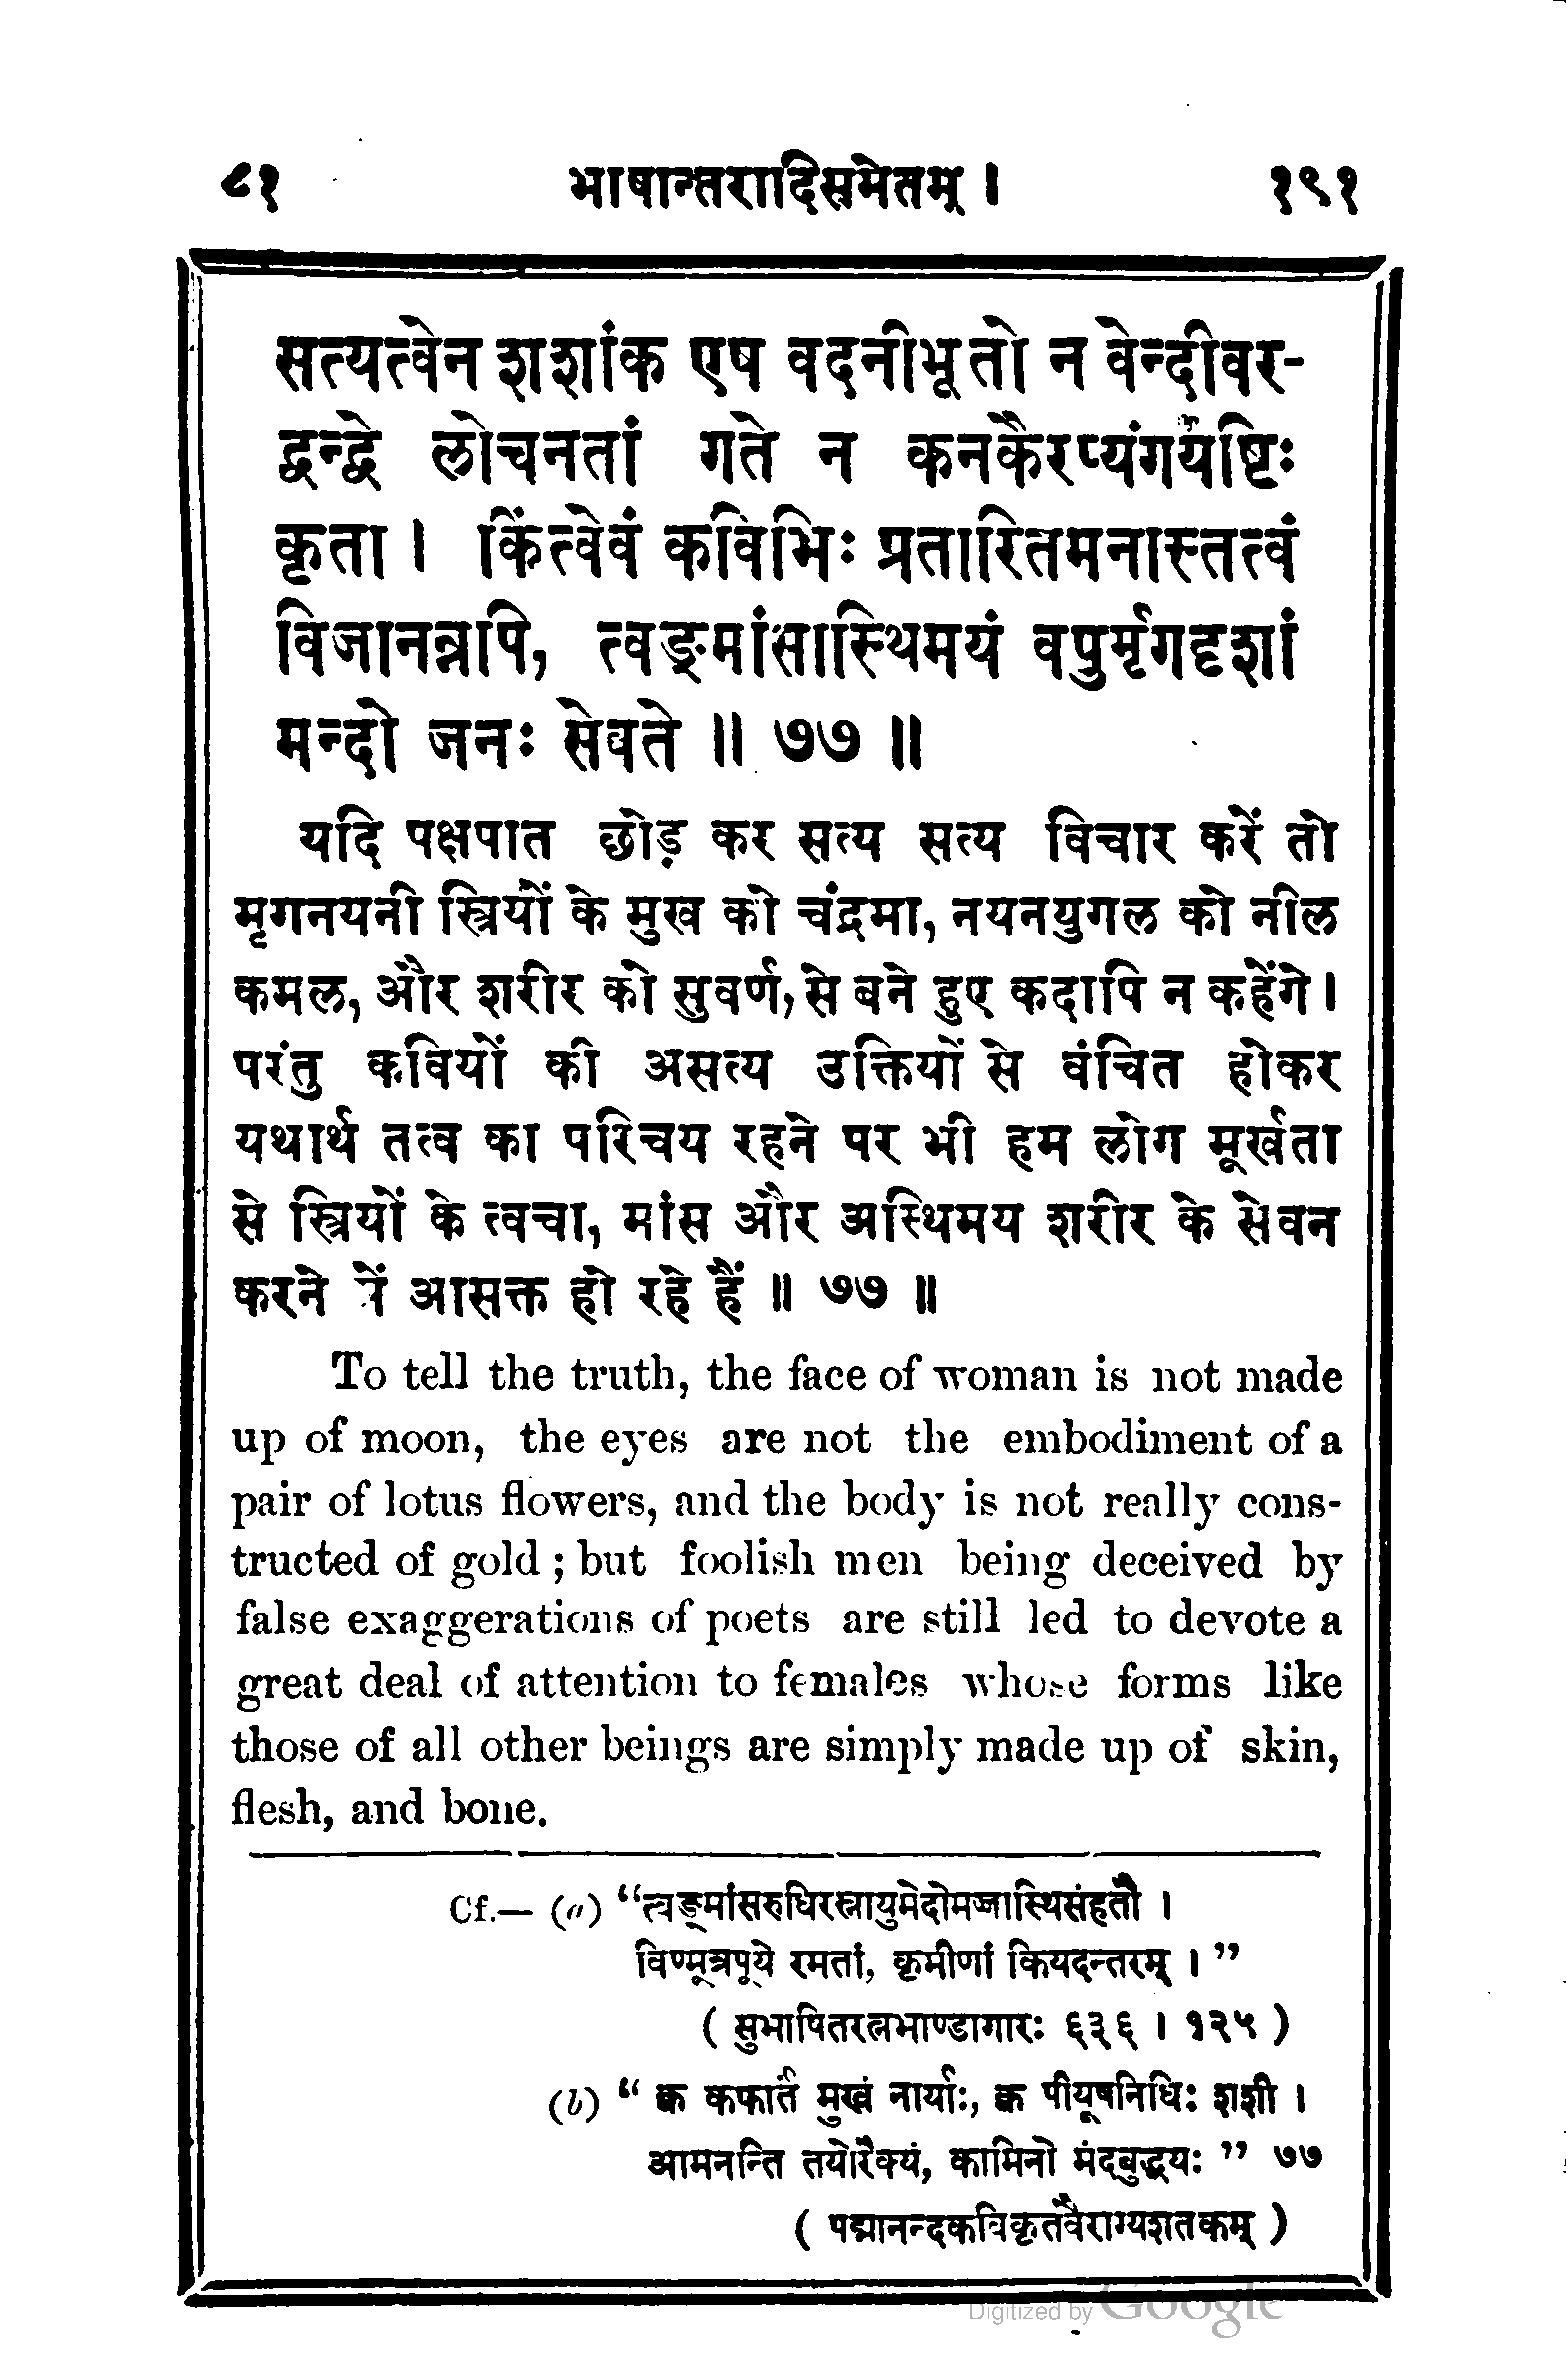 ८१ भाषान्तरादिसमेतम् । १९१
सत्यत्वेन शशांक एष वदनीभूतो न वेन्दीवर-
द्वन्द्वे लोचनतां गते न कनकैरप्यंगयष्टिः
कृता । किंत्वेवं कविभिः प्रतारितमनास्तत्वं
विजानन्नपि, त्वङ्मांसास्थिमयं वपुर्मृगदृशां
मन्दो जनः सेवते ॥ ७७ ॥
यदि पक्षपात छोड़ कर सत्य सत्य विचार करें तो
मृगनयनी स्त्रियों के मुख को चंद्रमा, नयनयुगल को नील
कमल, और शरीर को सुवर्ण, से बने हुए कदापि न कहेंगे ।
परंतु कवियों की असत्य उक्तियों से वंचित होकर
यथार्थ तत्व का परिचय रहने पर भी हम लोग मूर्खता
से स्त्रियों के त्वचा, मांस और अस्थिमय शरीर के सेवन
करने में आसक्त हो रहे हैं ॥ ७७ ॥
To tell the truth, the face of woman is not made
up of moon, the eyes are not the embodiment of a
pair of lotus flowers, and the body is not really cons-
tructed of gold ; but foolish men being deceived by
false exaggerations of poets are still led to devote a
great deal of attention to females whose forms like
those of all other beings are simply made up of skin,
flesh, and bone.
Cf.— (a) “त्वङ्मांसरुधिरस्नायुमेदोमज्जास्थिसंहतौ ।
विण्मूत्रपूये रमतां, कृमीणां कियदन्तरम् । ”
( सुभाषितरत्नभाण्डागारः ६३६ । १२५ )
(b) “ क्व कफार्तं मुखं नार्याः, क्व पीयूषनिधिः शशी ।
आमनन्ति तयोरैक्यं, कामिनो मंदबुद्धयः ” ७७
( पद्मानन्दकविकृतवैराग्यशतकम् )
Digitized by Google